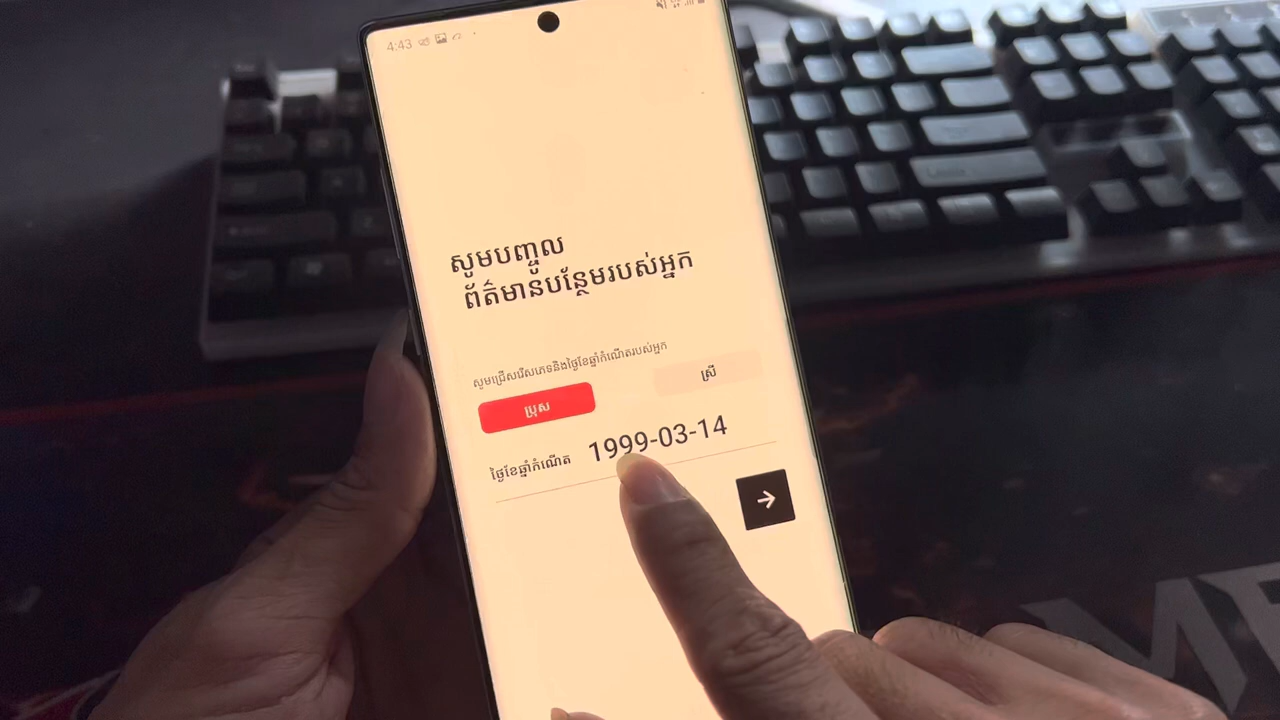 4:43
សូមបញ្ចូល
ព័ត៌មានបន្ថែមរបស់អ្នក
សូមជ្រើសរើសភេទនិងថ្ងៃខែឆ្នាំកំណើតរបស់អ្នក
ប្រុស
ស្រី
ថ្ងៃខែឆ្នាំកំណើត
1999-03-14